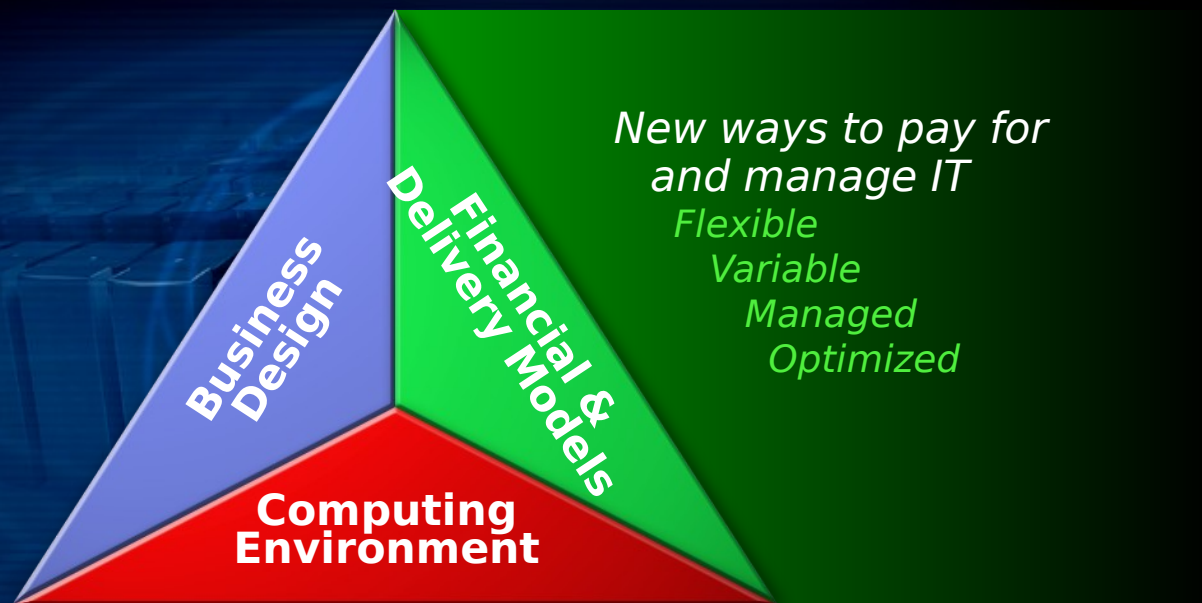 Business
Design
Financial &
Delivery Models
Computing
Environment
New ways to pay for
and manage IT
Flexible
Variable
Managed
Optimized